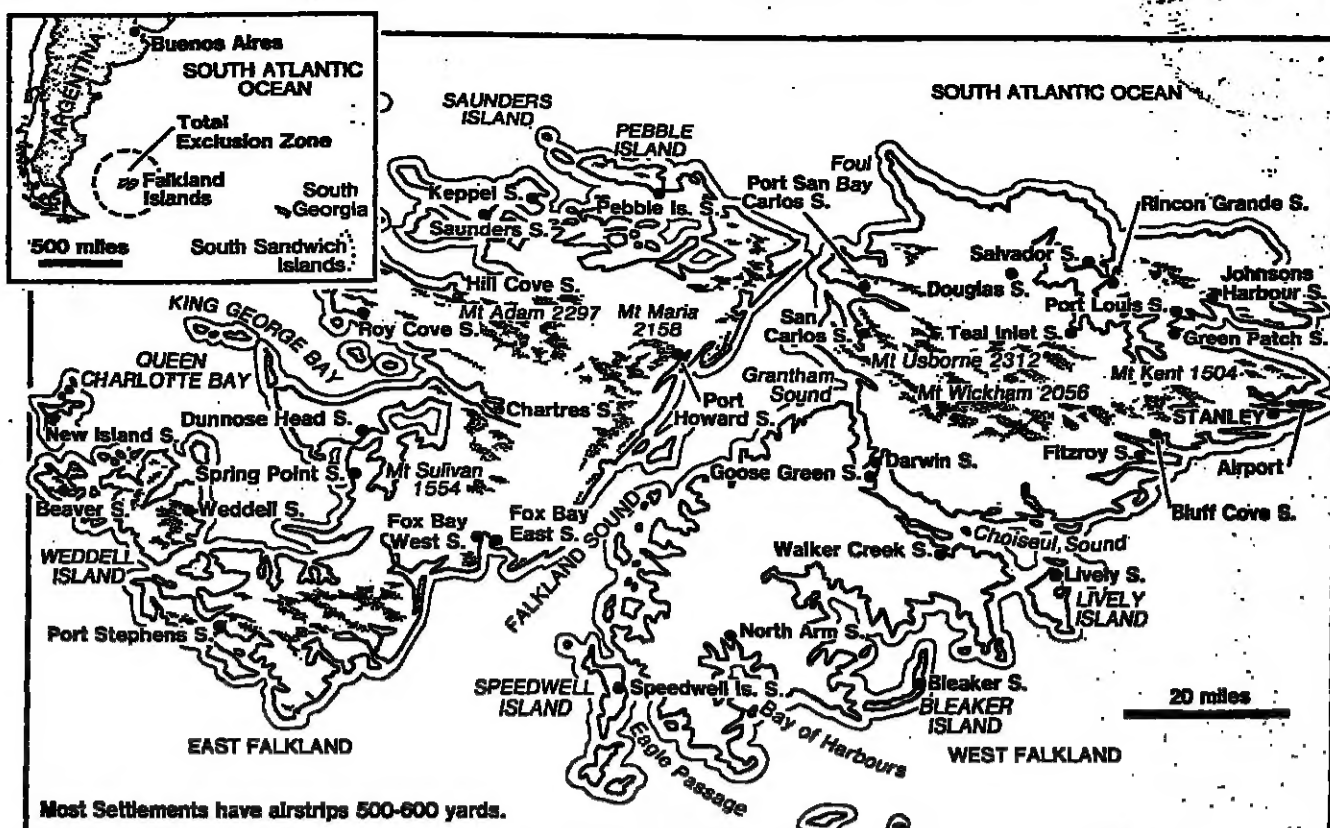 Buenos Aires
SOUTH ATLANTIC
OCEAN
ARGENTINA
Total
Exclusion Zone
Falkland
Islands
South
Georgia
500 miles
South Sandwich
Islands
SOUTH ATLANTIC OCEAN
SAUNDERS
ISLAND
PEBBLE
ISLAND
Foul
Bay
Port San
Carlos S.
Keppel S.
Pebble Is. S.
Saunders S.
Rincon Grande S.
Salvador S.
Douglas S.
Johnsons
Harbour S.
Port Louis S.
Hill Cove S.
Mt Adam 2297
Mt Maria
2158
KING GEORGE BAY
Roy Cove S.
San
Carlos S.
Teal Inlet S.
Green Patch S.
Mt Usborne 2312
Mt Kent 1504
QUEEN
CHARLOTTE BAY
Grantham
Sound
Mt Wickham 2056
Chartres S.
Port
Howard S.
STANLEY
Dunnose Head S.
New Island S.
Fitzroy S.
Airport
Spring Point S.
Mt Sulivan
1554
Goose Green S.
Darwin S.
Beaver S.
Weddell S.
Bluff Cove S.
Fox Bay
West S.
Fox Bay
East S.
FALKLAND SOUND
Choiseul Sound
Walker Creek S.
WEDDELL
ISLAND
Lively S.
LIVELY
ISLAND
Port Stephens S.
North Arm S.
SPEEDWELL
ISLAND
Speedwell Is. S.
Bleaker S.
BLEAKER
ISLAND
20 miles
Bay of Harbours
Eagle Passage
EAST FALKLAND
WEST FALKLAND
Most Settlements have airstrips 500-600 yards.